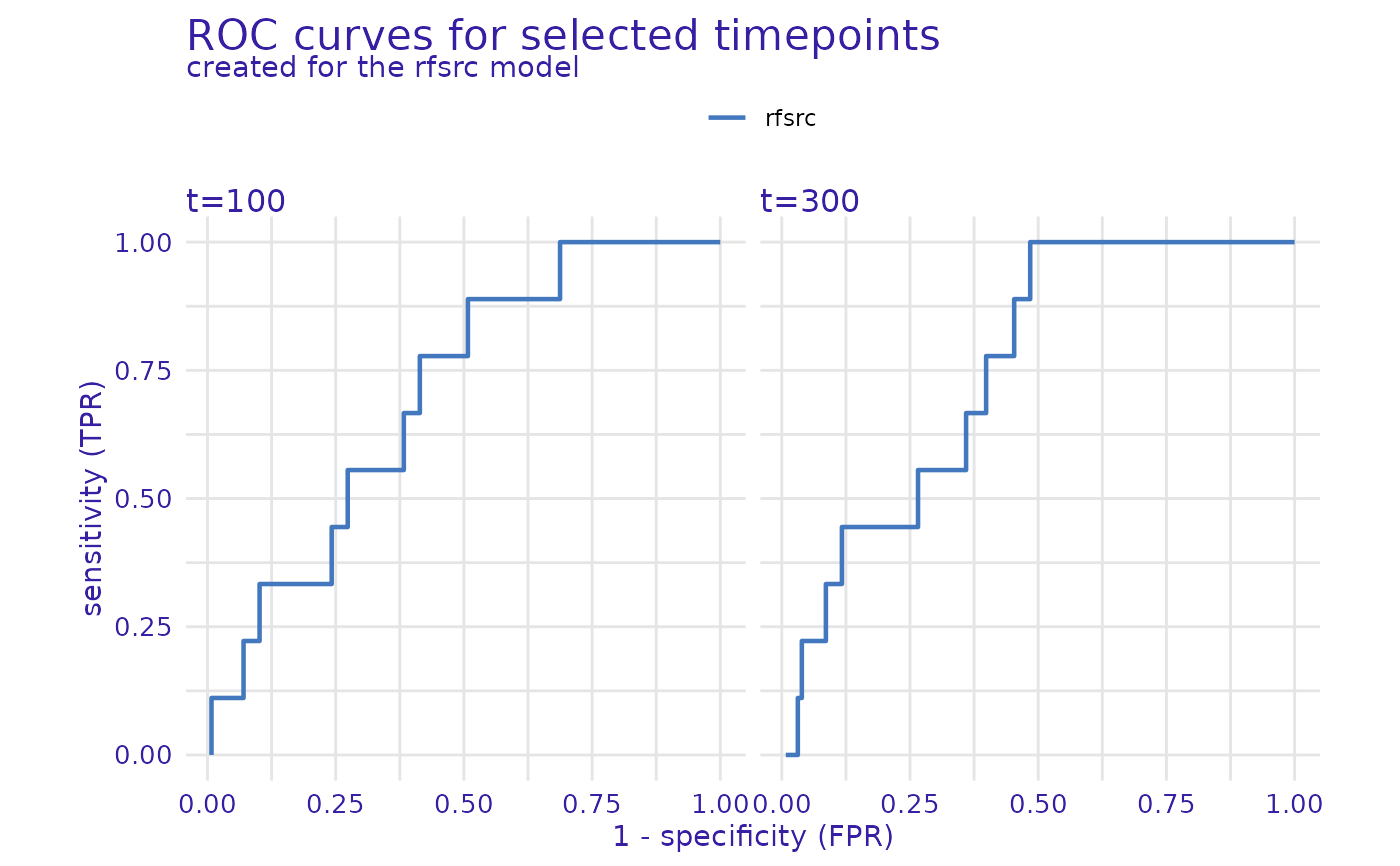 ROC curves for selected timepoints
created for the rfsrc model
rfsrc
t=100
t=300
1.00
0.75
0.50
0.25
0.00
sensitivity (TPR)
0.00 0.25 0.50 0.75 1.00 0.00 0.25 0.50 0.75 1.00
1 - specificity (FPR)